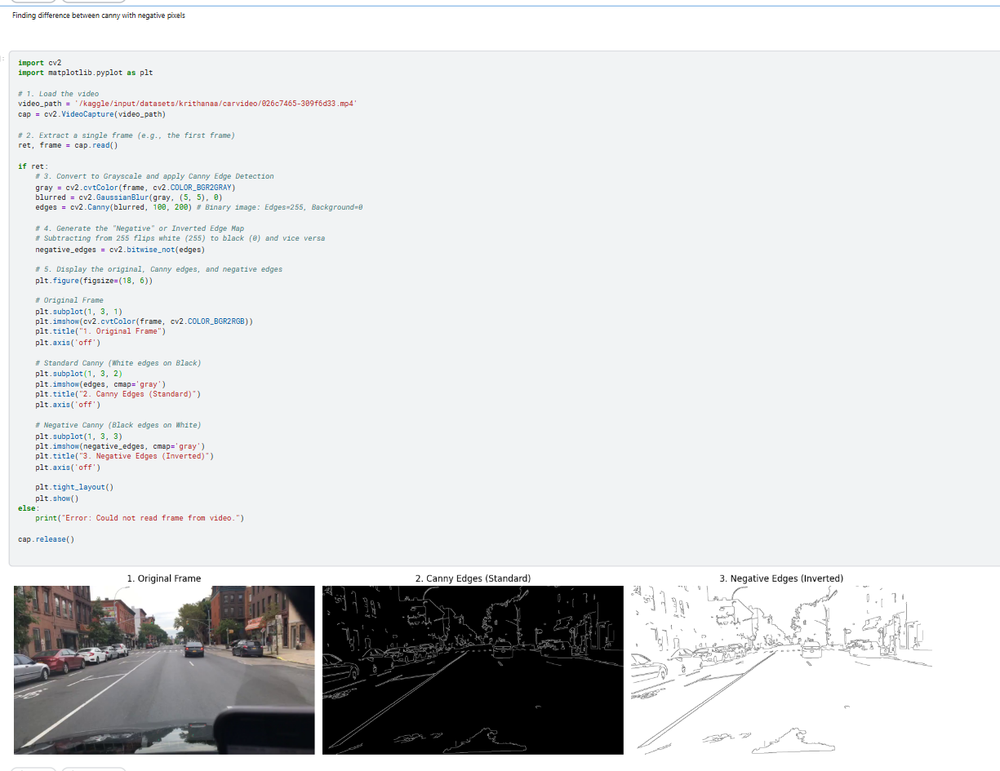 Finding difference between canny with negative pixels
import cv2
import matplotlib.pyplot as plt
# 1. Load the video
video_path = '/kaggle/input/datasets/krithanaa/carvideo/026c7465-309f6d33.mp4'
cap = cv2.VideoCapture(video_path)
# 2. Extract a single frame (e.g., the first frame)
ret, frame = cap.read()
if ret:
    # 3. Convert to Grayscale and apply Canny Edge Detection
    gray = cv2.cvtColor(frame, cv2.COLOR_BGR2GRAY)
    blurred = cv2.GaussianBlur(gray, (5, 5), 0)
    edges = cv2.Canny(blurred, 100, 200) # Binary image: Edges=255, Background=0
    # 4. Generate the "Negative" or Inverted Edge Map
    # Subtracting from 255 flips white (255) to black (0) and vice versa
    negative_edges = cv2.bitwise_not(edges)
    # 5. Display the original, Canny edges, and negative edges
    plt.figure(figsize=(18, 6))
    # Original Frame
    plt.subplot(1, 3, 1)
    plt.imshow(cv2.cvtColor(frame, cv2.COLOR_BGR2RGB))
    plt.title("1. Original Frame")
    plt.axis('off')
    # Standard Canny (White edges on Black)
    plt.subplot(1, 3, 2)
    plt.imshow(edges, cmap='gray')
    plt.title("2. Canny Edges (Standard)")
    plt.axis('off')
    # Negative Canny (Black edges on White)
    plt.subplot(1, 3, 3)
    plt.imshow(negative_edges, cmap='gray')
    plt.title("3. Negative Edges (Inverted)")
    plt.axis('off')
    plt.tight_layout()
    plt.show()
else:
    print("Error: Could not read frame from video.")
cap.release()
1. Original Frame
2. Canny Edges (Standard)
3. Negative Edges (Inverted)